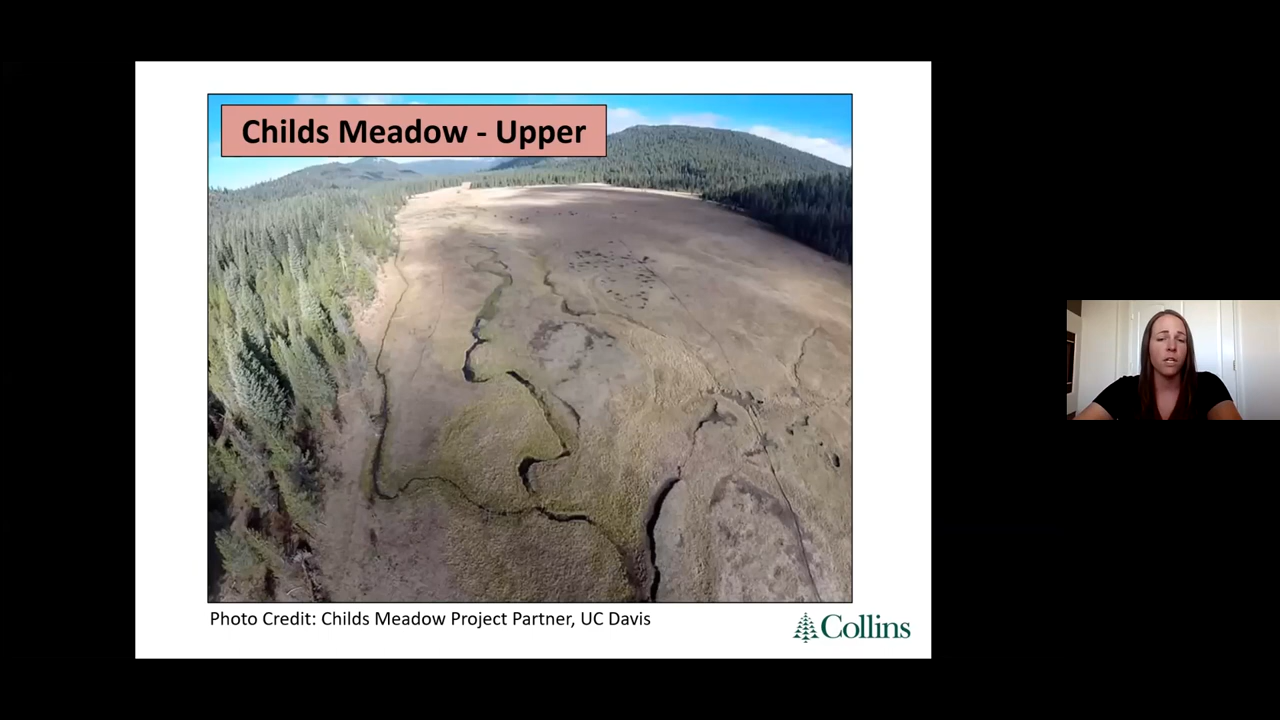 Childs Meadow - Upper
Photo Credit: Childs Meadow Project Partner, UC Davis
Collins